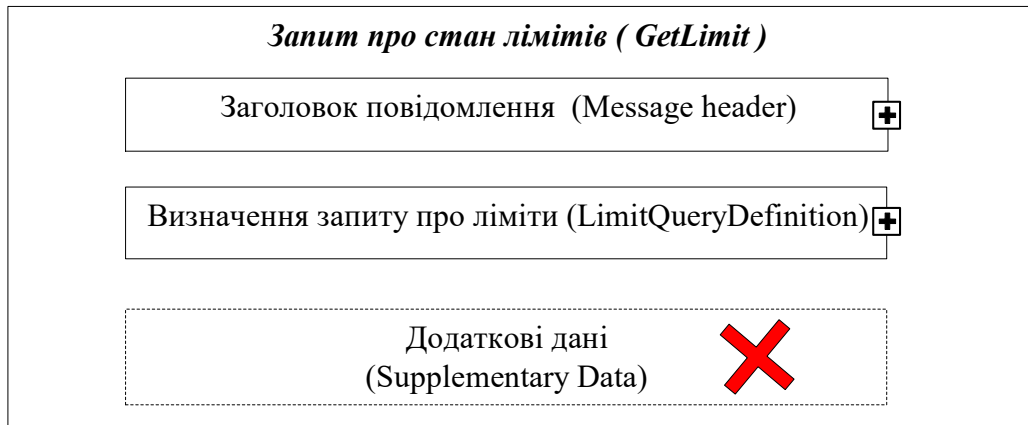 Запит про стан лімітів ( GetLimit )
Заголовок повідомлення (Message header)
Визначення запиту про ліміти (LimitQueryDefinition)
Додаткові дані
(Supplementary Data)